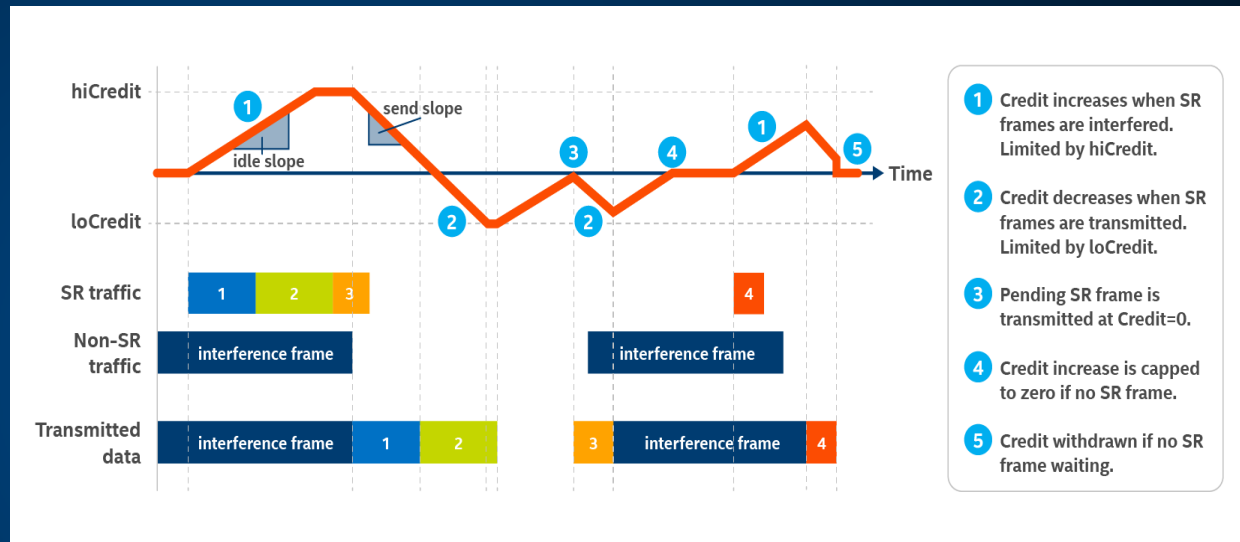 hiCredit
1
send slope
idle slope
3
4
1
5
Time
2
2
loCredit
SR traffic
1
2
3
4
Non-SR
traffic
interference frame
interference frame
Transmitted
data
interference frame
1
2
3
interference frame
4
1 Credit increases when SR
frames are interfered.
Limited by hiCredit.
2 Credit decreases when SR
frames are transmitted.
Limited by loCredit.
3 Pending SR frame is
transmitted at Credit=0.
4 Credit increase is capped
to zero if no SR frame.
5 Credit withdrawn if no SR
frame waiting.